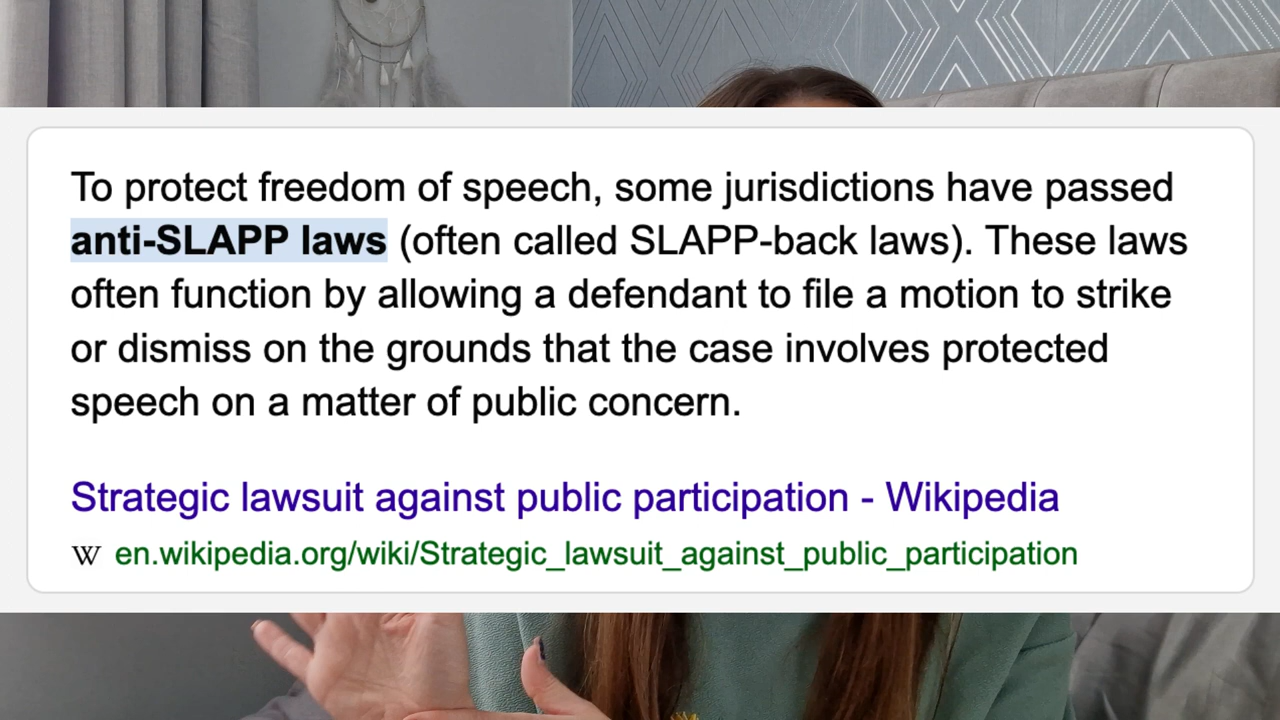 To protect freedom of speech, some jurisdictions have passed
anti-SLAPP laws (often called SLAPP-back laws). These laws
often function by allowing a defendant to file a motion to strike
or dismiss on the grounds that the case involves protected
speech on a matter of public concern.
Strategic lawsuit against public participation - Wikipedia
W en.wikipedia.org/wiki/Strategic_lawsuit_against_public_participation